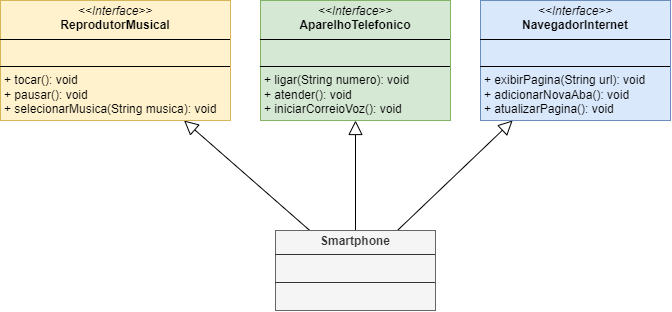 <<Interface>>
ReprodutorMusical
+ tocar(): void
+ pausar(): void
+ selecionarMusica(String musica): void
<<Interface>>
AparelhoTelefonico
+ ligar(String numero): void
+ atender(): void
+ iniciarCorreioVoz(): void
<<Interface>>
NavegadorInternet
+ exibirPagina(String url): void
+ adicionarNovaAba(): void
+ atualizarPagina(): void
Smartphone